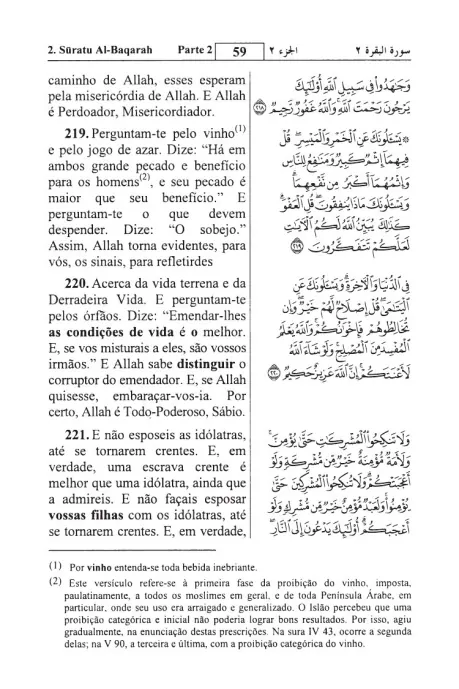 2. Sūratu Al-Baqarah Parte 2 59 الجزء ٢ سورة البقرة ٢
caminho de Allah, esses esperam
pela misericórdia de Allah. E Allah
é Perdoador, Misericordiador.
219. Perguntam-te pelo vinho(1)
e pelo jogo de azar. Dize: “Há em
ambos grande pecado e benefício
para os homens(2), e seu pecado é
maior que seu benefício.” E
perguntam-te o que devem
despender. Dize: “O sobejo.”
Assim, Allah torna evidentes, para
vós, os sinais, para refletirdes
220. Acerca da vida terrena e da
Derradeira Vida. E perguntam-te
pelos órfãos. Dize: “Emendar-lhes
as condições de vida é o melhor.
E, se vos misturais a eles, são vossos
irmãos.” E Allah sabe distinguir o
corruptor do emendador. E, se Allah
quisesse, embaraçar-vos-ia. Por
certo, Allah é Todo-Poderoso, Sábio.
221. E não esposeis as idólatras,
até se tornarem crentes. E, em
verdade, uma escrava crente é
melhor que uma idólatra, ainda que
a admireis. E não façais esposar
vossas filhas com os idólatras, até
se tornarem crentes. E, em verdade,
وَجَٰهَدُوا۟ فِى سَبِيلِ ٱللَّهِ أُو۟لَٰٓئِكَ
يَرْجُونَ رَحْمَتَ ٱللَّهِ وَٱللَّهُ غَفُورٌ رَّحِيمٌ ٢١٨
۞ يَسْـَٔلُونَكَ عَنِ ٱلْخَمْرِ وَٱلْمَيْسِرِ قُلْ
فِيهِمَآ إِثْمٌ كَبِيرٌ وَمَنَٰفِعُ لِلنَّاسِ
وَإِثْمُهُمَآ أَكْبَرُ مِن نَّفْعِهِمَا
وَيَسْـَٔلُونَكَ مَاذَا يُنفِقُونَ قُلِ ٱلْعَفْوَ
كَذَٰلِكَ يُبَيِّنُ ٱللَّهُ لَكُمُ ٱلْـَٔايَٰتِ
لَعَلَّكُمْ تَتَفَكَّرُونَ ٢١٩
فِى ٱلدُّنْيَا وَٱلْـَٔاخِرَةِ وَيَسْـَٔلُونَكَ عَنِ
ٱلْيَتَٰمَىٰ قُلْ إِصْلَاحٌ لَّهُمْ خَيْرٌ وَإِن
تُخَالِطُوهُمْ فَإِخْوَٰنُكُمْ وَٱللَّهُ يَعْلَمُ
ٱلْمُفْسِدَ مِنَ ٱلْمُصْلِحِ وَلَوْ شَآءَ ٱللَّهُ
لَأَعْنَتَكُمْ إِنَّ ٱللَّهَ عَزِيزٌ حَكِيمٌ ٢٢٠
وَلَا تَنكِحُوا۟ ٱلْمُشْرِكَٰتِ حَتَّىٰ يُؤْمِنَّ
وَلَأَمَةٌ مُّؤْمِنَةٌ خَيْرٌ مِّن مُّشْرِكَةٍ وَلَوْ
أَعْجَبَتْكُمْ وَلَا تُنكِحُوا۟ ٱلْمُشْرِكِينَ حَتَّىٰ
يُؤْمِنُوا۟ وَلَعَبْدٌ مُّؤْمِنٌ خَيْرٌ مِّن مُّشْرِكٍ وَلَوْ
أَعْجَبَكُمْ أُو۟لَٰٓئِكَ يَدْعُونَ إِلَى ٱلنَّارِ
(1) Por vinho entenda-se toda bebida inebriante.
(2) Este versículo refere-se à primeira fase da proibição do vinho, imposta,
paulatinamente, a todos os moslimes em geral, e de toda Península Árabe, em
particular, onde seu uso era arraigado e generalizado. O Islão percebeu que uma
proibição categórica e inicial não poderia lograr bons resultados. Por isso, agiu
gradualmente, na enunciação destas prescrições. Na sura IV 43, ocorre a segunda
delas; na V 90, a terceira e última, com a proibição categórica do vinho.